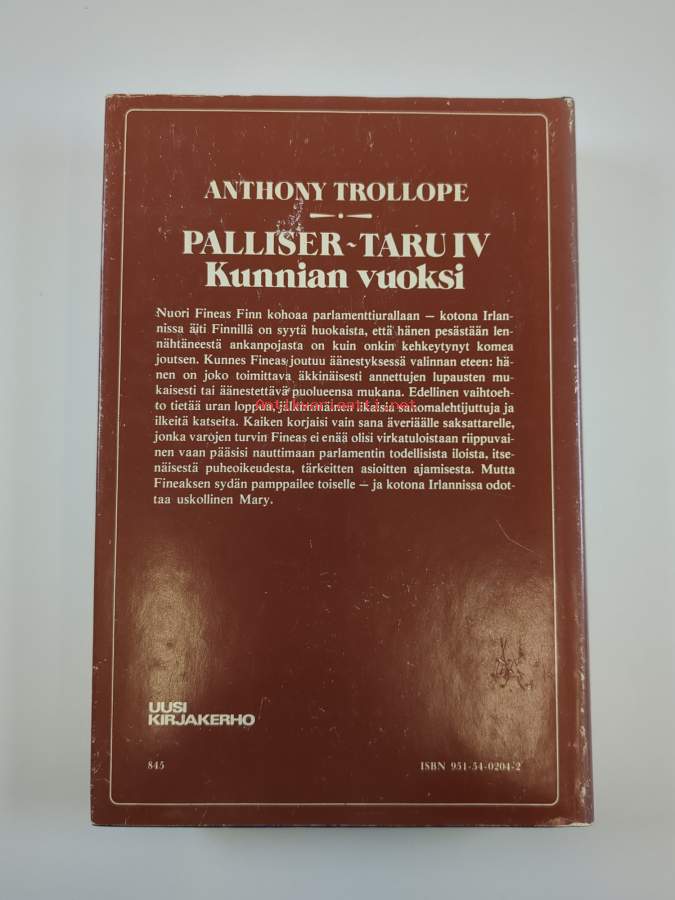 ANTHONY TROLLOPE
PALLISER-TARU IV
Kunnian vuoksi
Nuori Fineas Finn kohoaa parlamenttiurallaan — kotona Irlan-
nissa äiti Finnillä on syytä huokaista, että hänen pesästään len-
nähtäneestä ankanpojasta on kuin onkin kehkeytynyt komea
joutsen. Kunnes Fineas joutuu äänestyksessä valinnan eteen: hä-
nen on joko toimittava äkkinäisesti annettujen lupausten mu-
kaisesti tai äänestettävä puolueensa mukana. Edellinen vaihtoeh-
to tietää uran loppua, jälkimmäinen likaisia sanomalehtijuttuja ja
Antikvariaatti.net
ilkeitä katseita. Kaiken korjaisi vain sana äveriäälle saksattarelle,
jonka varojen turvin Fineas ei enää olisi virkatuloistaan riippuvai-
nen vaan pääsisi nauttimaan parlamentin todellisista iloista, itse-
näisestä puheoikeudesta, tärkeitten asioitten ajamisesta. Mutta
Fineaksen sydän pamppailee toiselle — ja kotona Irlannissa odot-
taa uskollinen Mary.
UUSI
KIRJAKERHO
845
ISBN 951-54-0204-2